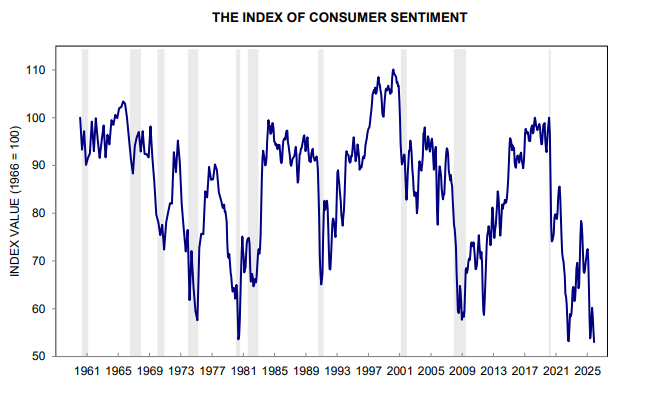 THE INDEX OF CONSUMER SENTIMENT
INDEX VALUE (1966 = 100)
110
100
90
80
70
60
50
1961 1965 1969 1973 1977 1981 1985 1989 1993 1997 2001 2005 2009 2013 2017 2021 2025